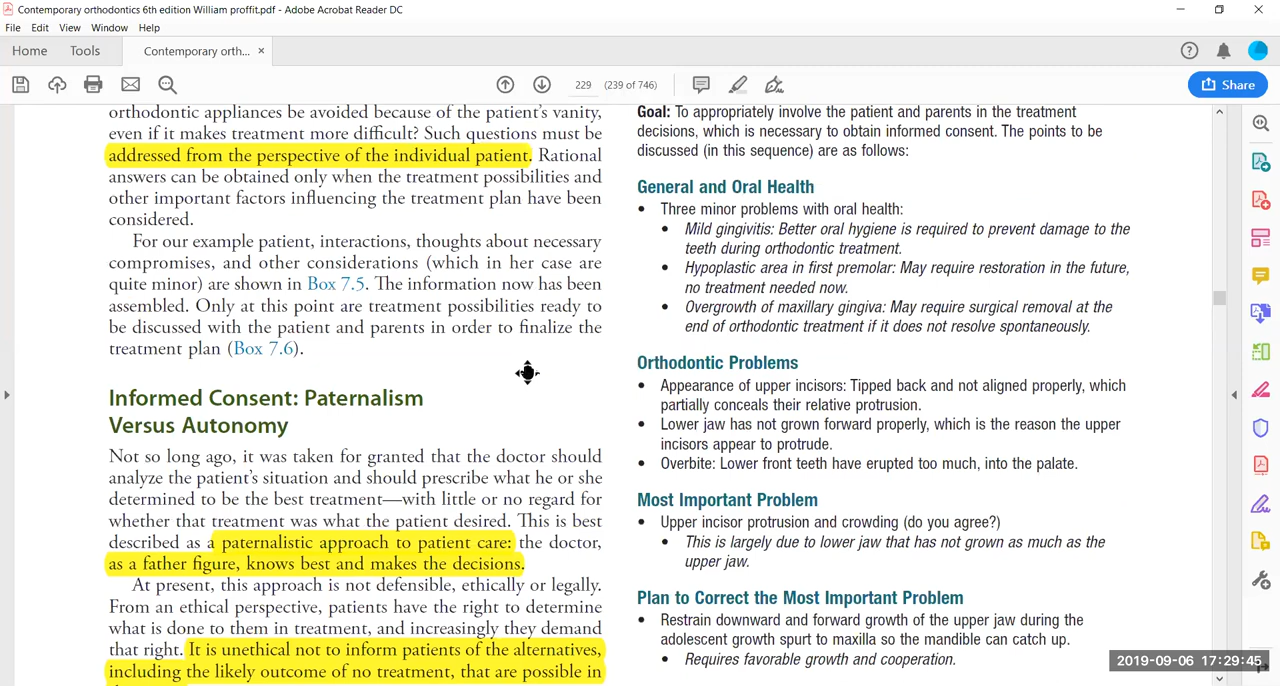 Contemporary orthodontics 6th edition William proffit.pdf - Adobe Acrobat Reader DC
File Edit View Window Help
Home Tools Contemporary orth... ×
229 (239 of 746)
Share
orthodontic appliances be avoided because of the patient's vanity,
even if it makes treatment more difficult? Such questions must be
addressed from the perspective of the individual patient. Rational
answers can be obtained only when the treatment possibilities and
other important factors influencing the treatment plan have been
considered.
For our example patient, interactions, thoughts about necessary
compromises, and other considerations (which in her case are
quite minor) are shown in Box 7.5. The information now has been
assembled. Only at this point are treatment possibilities ready to
be discussed with the patient and parents in order to finalize the
treatment plan (Box 7.6).
Informed Consent: Paternalism
Versus Autonomy
Not so long ago, it was taken for granted that the doctor should
analyze the patient's situation and should prescribe what he or she
determined to be the best treatment—with little or no regard for
whether that treatment was what the patient desired. This is best
described as a paternalistic approach to patient care: the doctor,
as a father figure, knows best and makes the decisions.
At present, this approach is not defensible, ethically or legally.
From an ethical perspective, patients have the right to determine
what is done to them in treatment, and increasingly they demand
that right. It is unethical not to inform patients of the alternatives,
including the likely outcome of no treatment, that are possible in
Goal: To appropriately involve the patient and parents in the treatment
decisions, which is necessary to obtain informed consent. The points to be
discussed (in this sequence) are as follows:
General and Oral Health
• Three minor problems with oral health:
• Mild gingivitis: Better oral hygiene is required to prevent damage to the
teeth during orthodontic treatment.
• Hypoplastic area in first premolar: May require restoration in the future,
no treatment needed now.
• Overgrowth of maxillary gingiva: May require surgical removal at the
end of orthodontic treatment if it does not resolve spontaneously.
Orthodontic Problems
• Appearance of upper incisors: Tipped back and not aligned properly, which
partially conceals their relative protrusion.
• Lower jaw has not grown forward properly, which is the reason the upper
incisors appear to protrude.
• Overbite: Lower front teeth have erupted too much, into the palate.
Most Important Problem
• Upper incisor protrusion and crowding (do you agree?)
• This is largely due to lower jaw that has not grown as much as the
upper jaw.
Plan to Correct the Most Important Problem
• Restrain downward and forward growth of the upper jaw during the
adolescent growth spurt to maxilla so the mandible can catch up.
• Requires favorable growth and cooperation.
2019-09-06 17:29:45